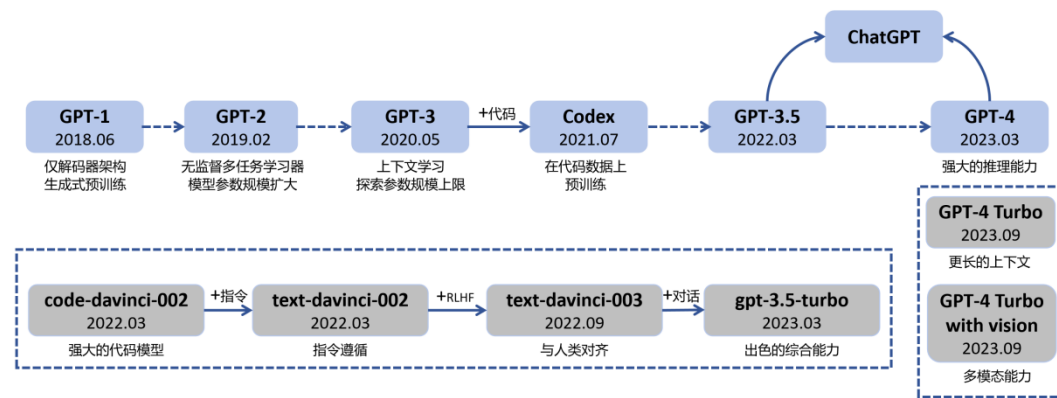 ChatGPT
GPT-1
2018.06
仅解码器架构
生成式预训练
GPT-2
2019.02
无监督多任务学习器
模型参数规模扩大
GPT-3
2020.05
上下文学习
探索参数规模上限
+代码
Codex
2021.07
在代码数据上
预训练
GPT-3.5
2022.03
GPT-4
2023.03
强大的推理能力
code-davinci-002
2022.03
强大的代码模型
+指令
text-davinci-002
2022.03
指令遵循
+RLHF
text-davinci-003
2022.09
与人类对齐
+对话
gpt-3.5-turbo
2023.03
出色的综合能力
GPT-4 Turbo
2023.09
更长的上下文
GPT-4 Turbo
with vision
2023.09
多模态能力